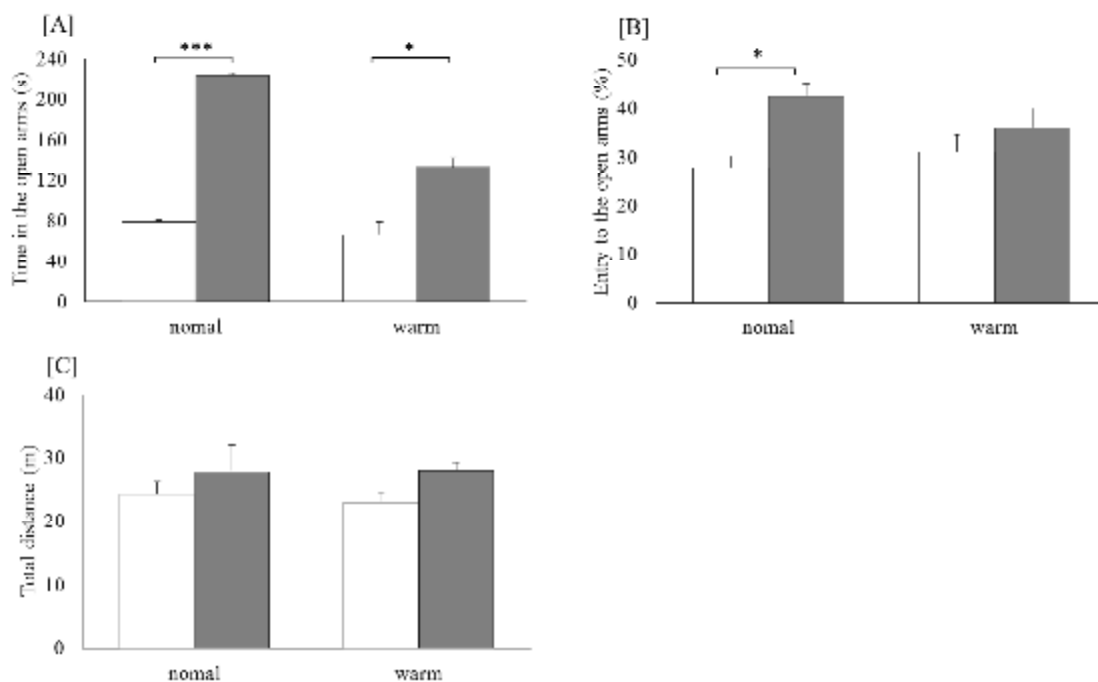 [A]
Time in the open arms (s)
240
200
160
120
80
40
0
***
*
nomal
warm
[B]
Entry to the open arms (%)
50
40
30
20
10
0
*
nomal
warm
[C]
Total distance (m)
40
30
20
10
0
nomal
warm